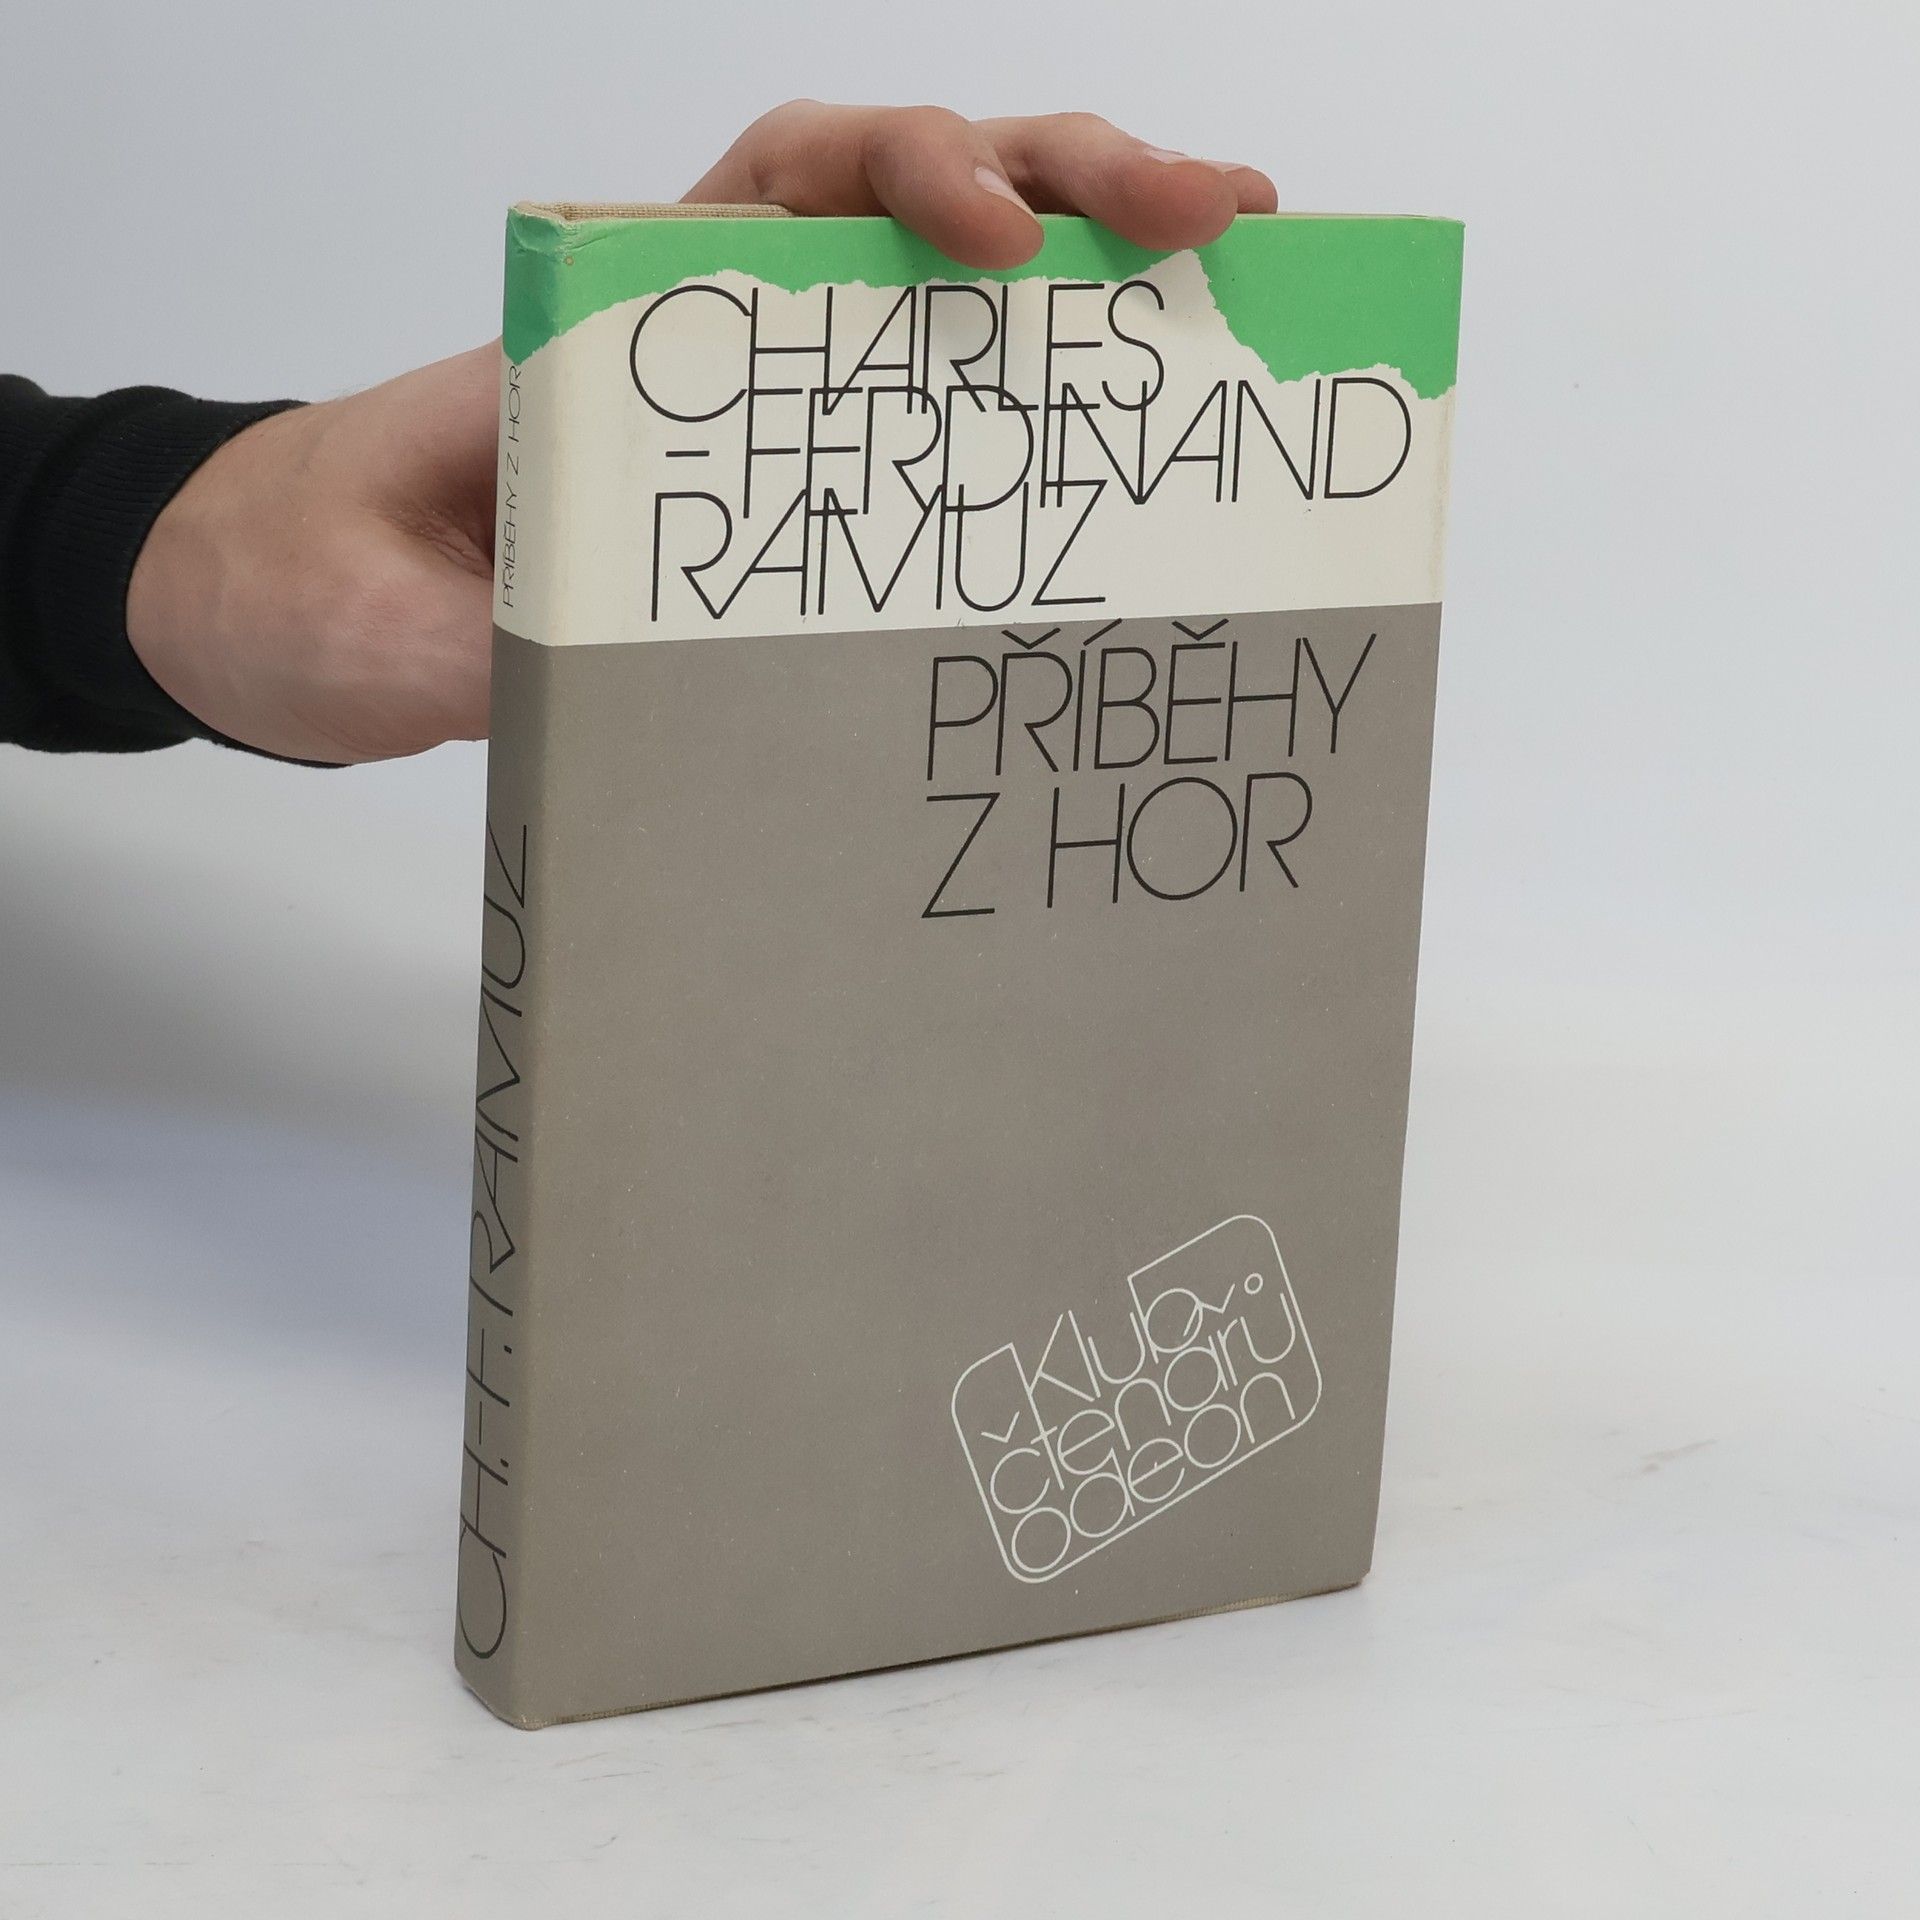 CHARLES
-FERDINAND
RAMUZ
PŘÍBĚHY
Z HOR
klub
čtenářů
odeon
PŘÍBĚHY Z HOR
CH.-F. RAMUZ